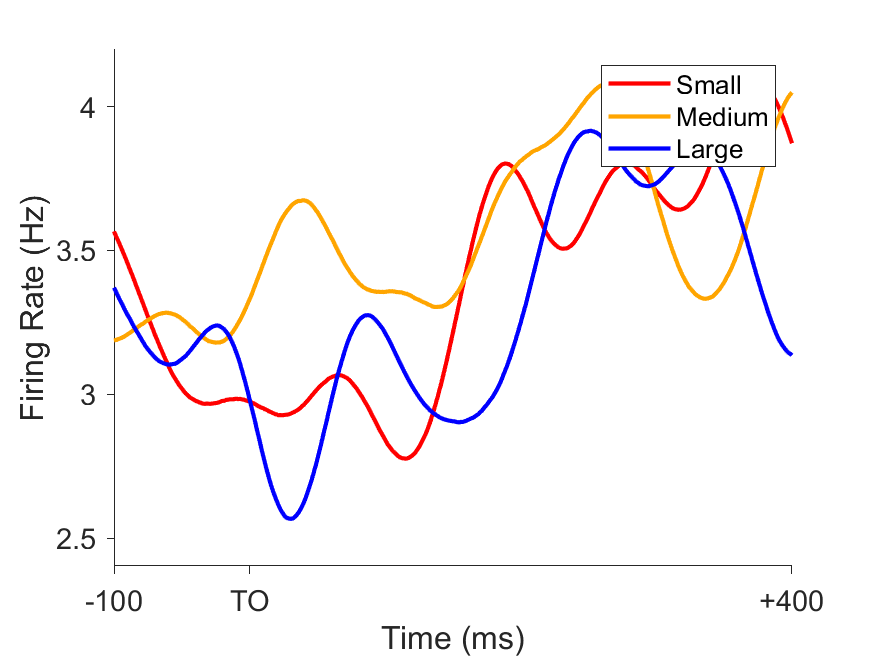 Small
Medium
Large
4
3.5
3
2.5
Firing Rate (Hz)
-100
TO
+400
Time (ms)